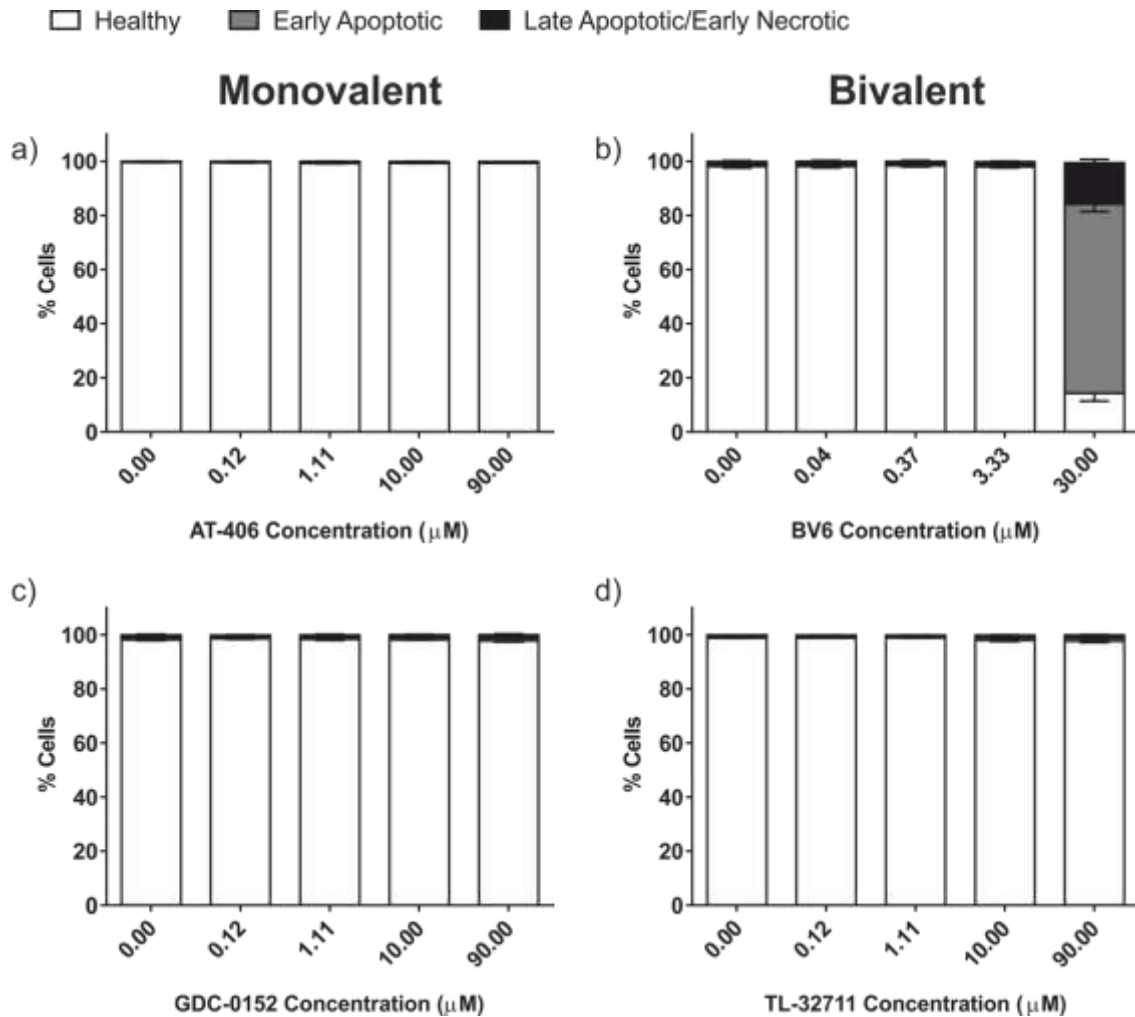 Healthy Early Apoptotic Late Apoptotic/Early Necrotic
Monovalent Bivalent
a)
100
80
60
40
20
0
% Cells
0.00 0.12 1.11 10.00 90.00
AT-406 Concentration (μM)
b)
100
80
60
40
20
0
% Cells
0.00 0.04 0.37 3.33 30.00
BV6 Concentration (μM)
c)
100
80
60
40
20
0
% Cells
0.00 0.12 1.11 10.00 90.00
GDC-0152 Concentration (μM)
d)
100
80
60
40
20
0
% Cells
0.00 0.12 1.11 10.00 90.00
TL-32711 Concentration (μM)